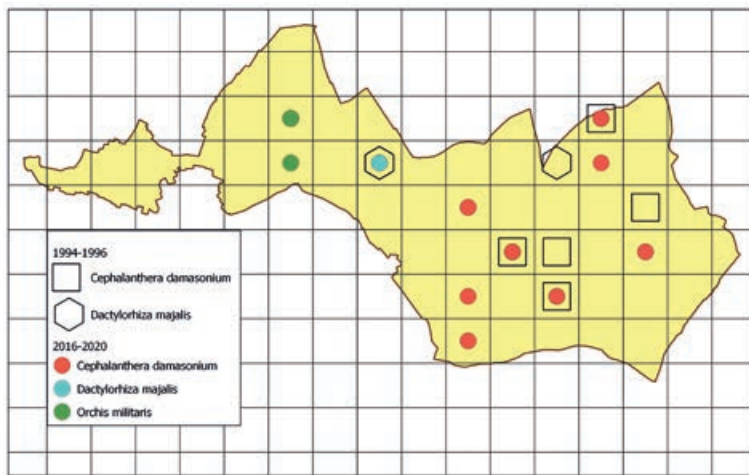 1994-1996
Cephalanthera damasonium
Dactylorhiza majalis
2016-2020
Cephalanthera damasonium
Dactylorhiza majalis
Orchis militaris